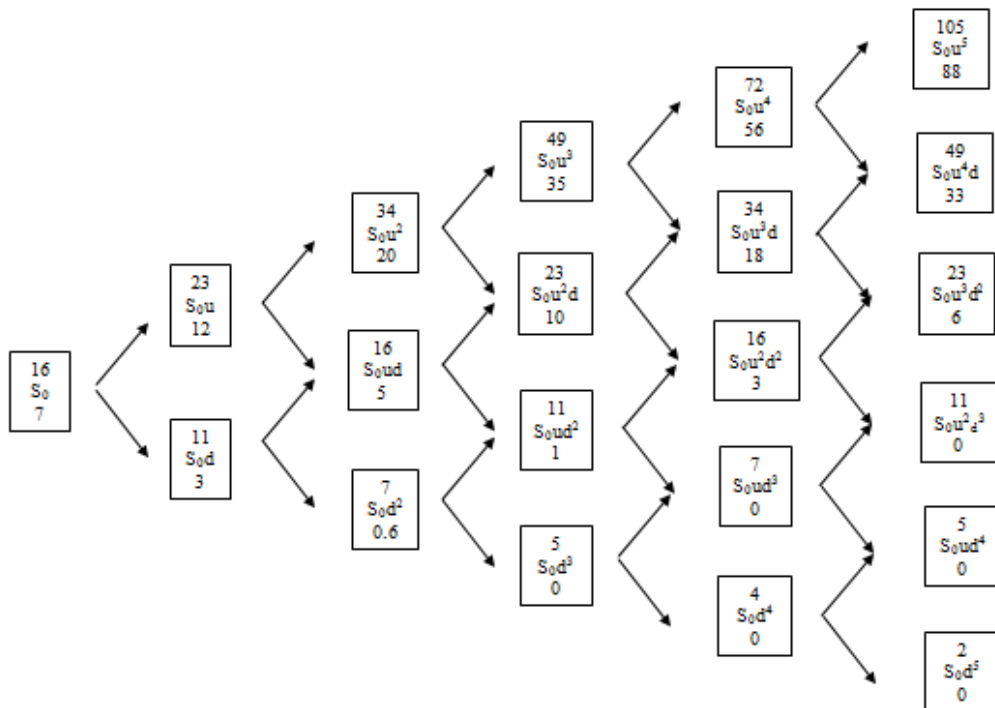 16
S₀
7
23
S₀u
12
11
S₀d
3
34
S₀u²
20
16
S₀ud
5
7
S₀d²
0.6
49
S₀u³
35
23
S₀u²d
10
11
S₀ud²
1
5
S₀d³
0
72
S₀u⁴
56
34
S₀u³d
18
16
S₀u²d²
3
7
S₀ud³
0
4
S₀d⁴
0
105
S₀u⁵
88
49
S₀u⁴d
33
23
S₀u³d²
6
11
S₀u²d³
0
5
S₀ud⁴
0
2
S₀d⁵
0